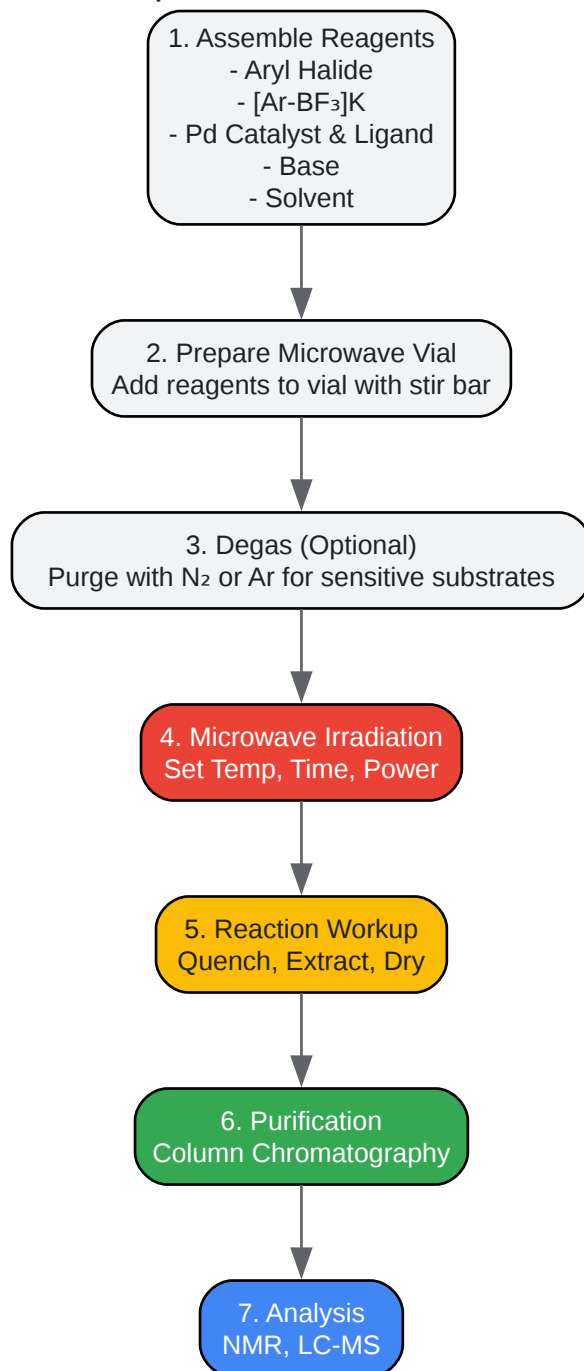 1. Assemble Reagents
- Aryl Halide
- [Ar-BF₃]K
- Pd Catalyst & Ligand
- Base
- Solvent
2. Prepare Microwave Vial
Add reagents to vial with stir bar
3. Degas (Optional)
Purge with N₂ or Ar for sensitive substrates
4. Microwave Irradiation
Set Temp, Time, Power
5. Reaction Workup
Quench, Extract, Dry
6. Purification
Column Chromatography
7. Analysis
NMR, LC-MS